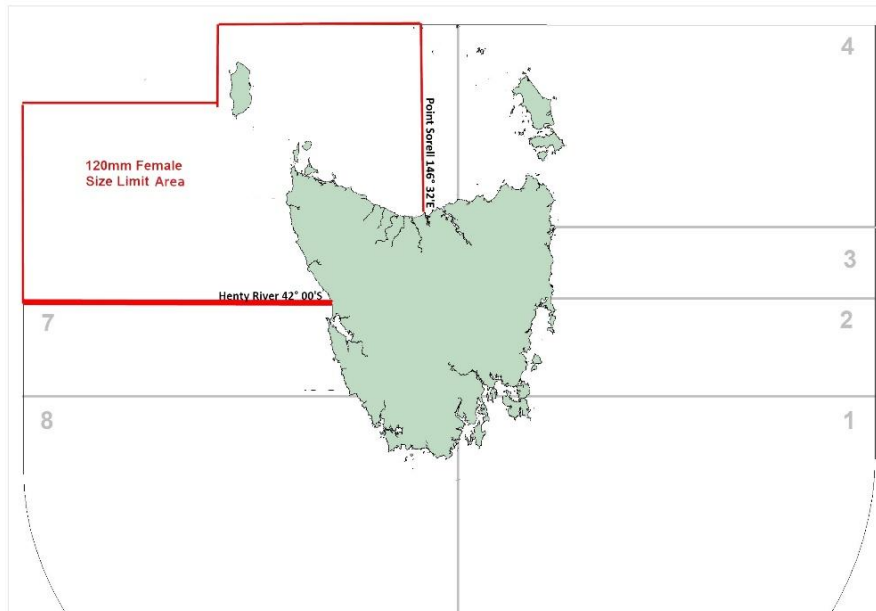 4
Point Sorell 146° 32'E
120mm Female
Size Limit Area
3
Henty River 42° 00'S
7
2
8
1